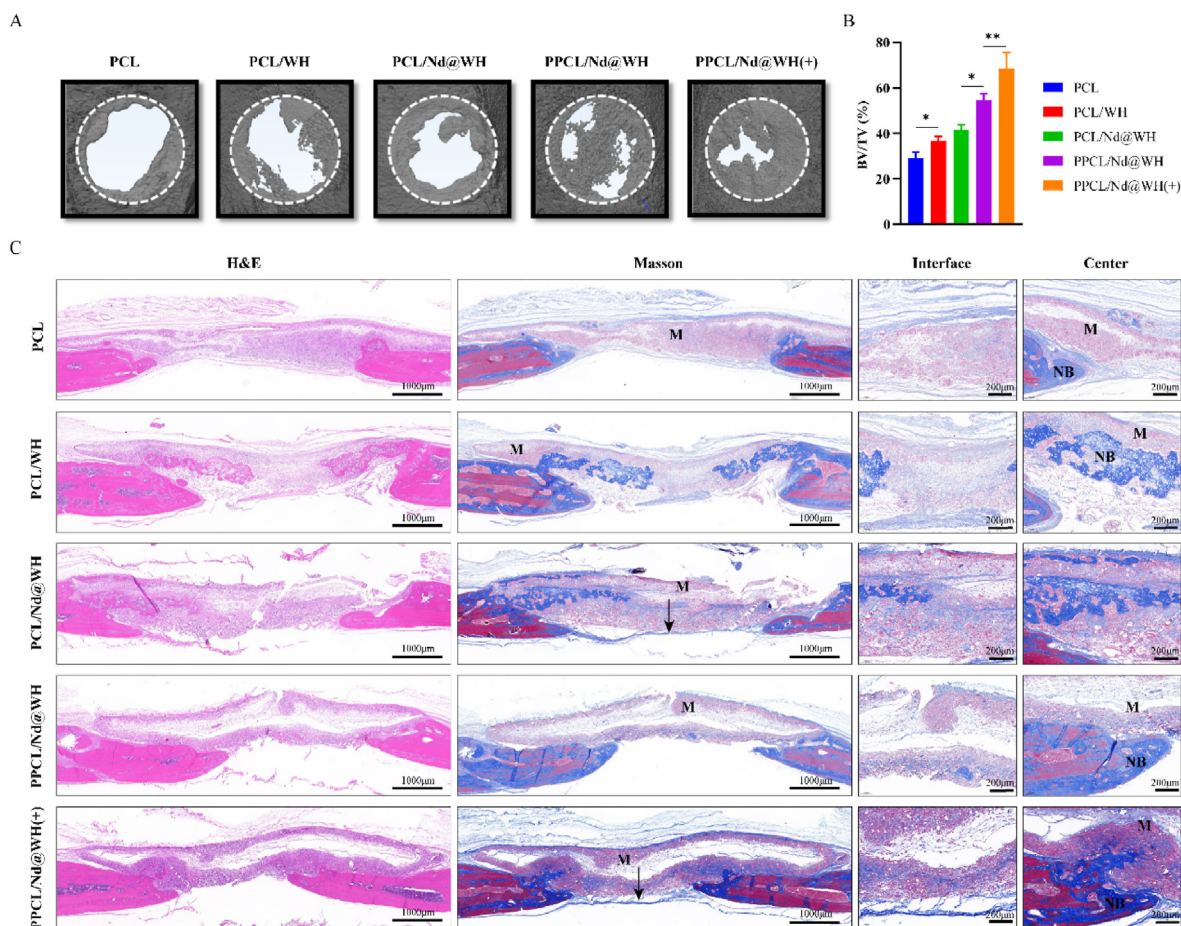 A
PCL
PCL/WH
PCL/Nd@WH
PPCL/Nd@WH
PPCL/Nd@WH(+)
B
80
60
40
20
0
BV/TV (%)
*
*
**
PCL
PCL/WH
PCL/Nd@WH
PPCL/Nd@WH
PPCL/Nd@WH(+)
C
H&E
Masson
Interface
Center
PCL
1000μm
M
1000μm
200μm
M
NB
200μm
PCL/WH
1000μm
M
1000μm
200μm
M
NB
200μm
PCL/Nd@WH
1000μm
M
1000μm
200μm
200μm
PPCL/Nd@WH
1000μm
M
1000μm
200μm
M
NB
200μm
PPCL/Nd@WH(+)
1000μm
M
1000μm
200μm
M
NB
200μm